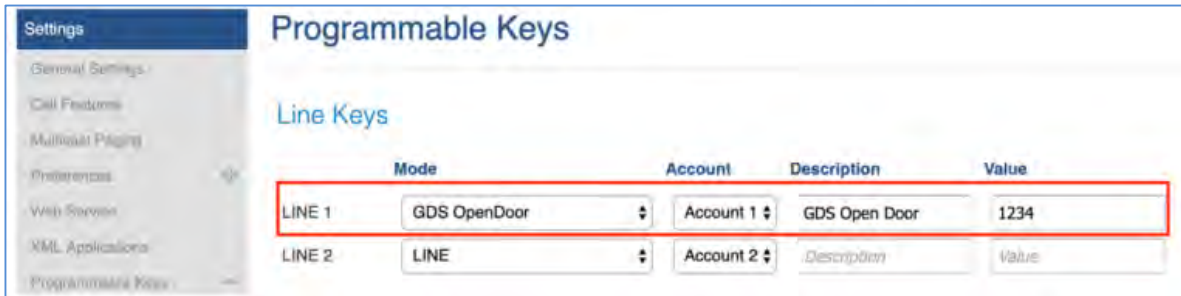 Settings
General Settings
Call Features
Multicast Paging
Preferences
Web Service
XML Applications
Programmable Keys
Programmable Keys
Line Keys
Mode Account Description Value
LINE 1 GDS OpenDoor Account 1 GDS Open Door 1234
LINE 2 LINE Account 2 Description Value